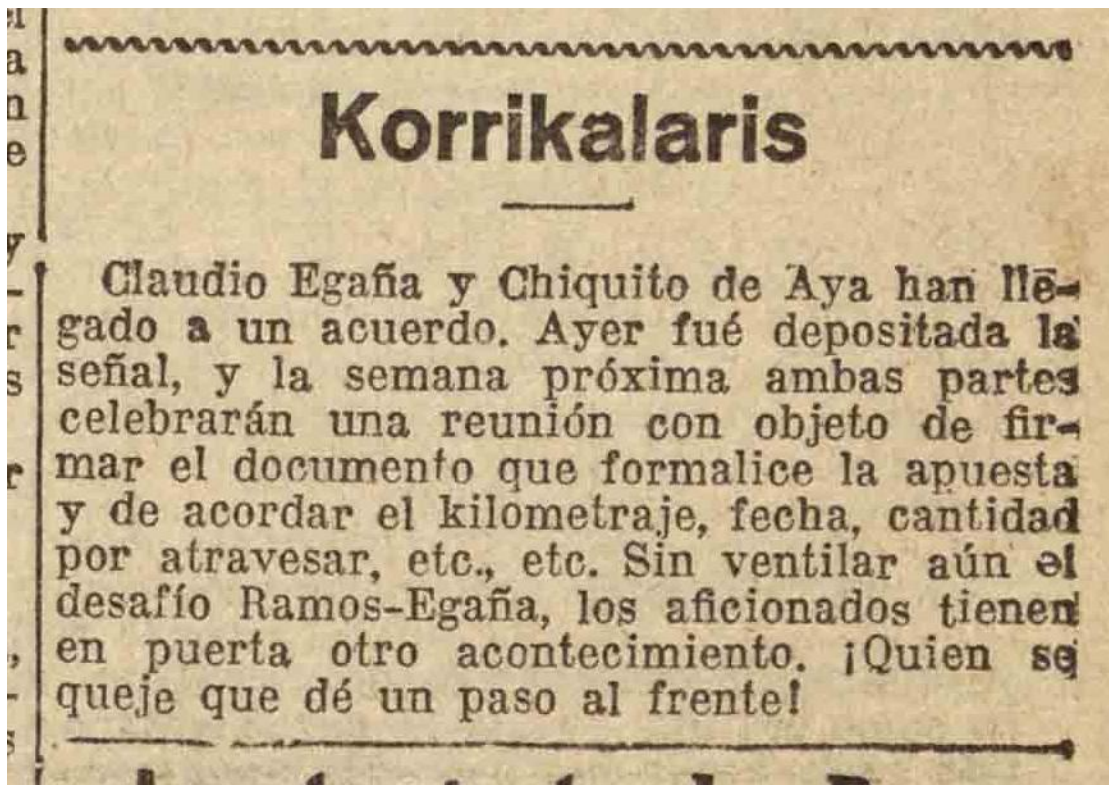 Korrikalaris
Claudio Egaña y Chiquito de Aya han lle-
gado a un acuerdo. Ayer fué depositada la
señal, y la semana próxima ambas partes
celebrarán una reunión con objeto de fir-
mar el documento que formalice la apuesta
y de acordar el kilometraje, fecha, cantidad
por atravesar, etc., etc. Sin ventilar aún el
desafío Ramos-Egaña, los aficionados tienen
en puerta otro acontecimiento. ¡Quien se
queje que dé un paso al frente!